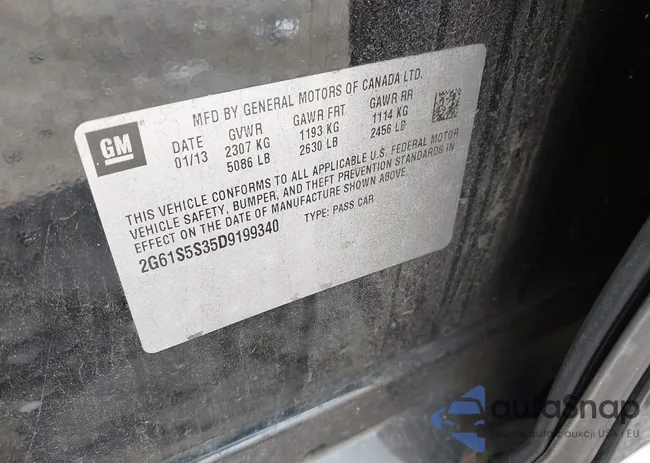 MFD BY GENERAL MOTORS OF CANADA LTD.
GM
DATE GVWR GAWR FRT GAWR RR
01/13 2307 KG 1193 KG 1114 KG
5086 LB 2630 LB 2456 LB
THIS VEHICLE CONFORMS TO ALL APPLICABLE U.S. FEDERAL MOTOR
VEHICLE SAFETY, BUMPER, AND THEFT PREVENTION STANDARDS IN
EFFECT ON THE DATE OF MANUFACTURE SHOWN ABOVE.
2G61S5S35D9199340 TYPE: PASS CAR
autoSnap
aukcji USA / EU